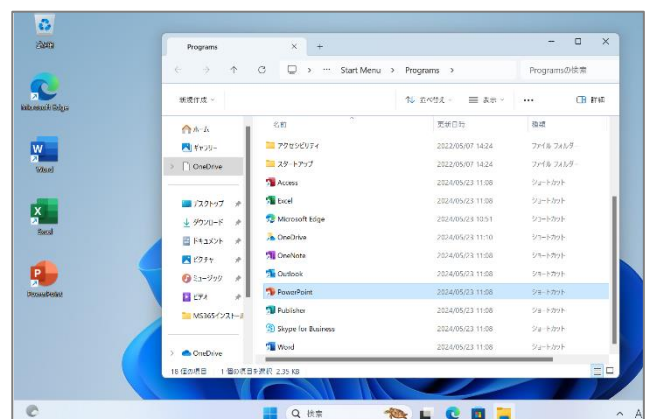 ごみ箱
Microsoft Edge
Word
Excel
PowerPoint
Programs
Start Menu > Programs >
Programsの検索
新規作成
並べ替え
表示
詳細
ホーム
ギャラリー
OneDrive
デスクトップ
ダウンロード
ドキュメント
ピクチャ
ミュージック
ビデオ
OneDrive
名前 更新日時 種類
アクセシビリティ 2022/05/07 14:24 ファイル フォルダー
スタートアップ 2022/05/07 14:24 ファイル フォルダー
Access 2024/05/23 11:08 ショートカット
Excel 2024/05/23 11:08 ショートカット
Microsoft Edge 2024/05/23 10:51 ショートカット
OneDrive 2024/05/23 11:10 ショートカット
OneNote 2024/05/23 11:08 ショートカット
Outlook 2024/05/23 11:08 ショートカット
PowerPoint 2024/05/23 11:08 ショートカット
Publisher 2024/05/23 11:08 ショートカット
Skype for Business 2024/05/23 11:08 ショートカット
Word 2024/05/23 11:08 ショートカット
18 個の項目 1 個の項目を選択 2.35 KB
検索
A